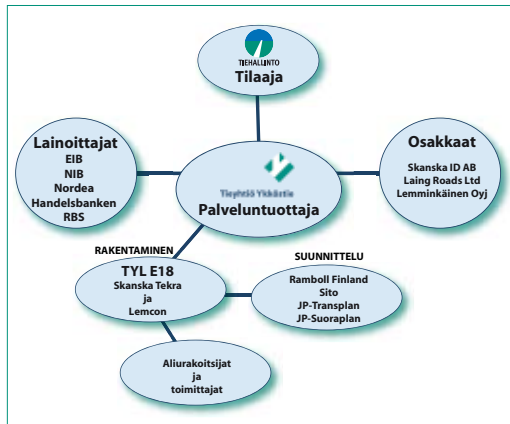 TIEHALLINTO
Tilaaja
Lainoittajat
EIB
NIB
Nordea
Handelsbanken
RBS
Tieyhtiö Ykköstie
Palveluntuottaja
Osakkaat
Skanska ID AB
Laing Roads Ltd
Lemminkäinen Oyj
RAKENTAMINEN
TYL E18
Skanska Tekra
ja
Lemcon
SUUNNITTELU
Ramboll Finland
Sito
JP-Transplan
JP-Suoraplan
Aliurakoitsijat
ja
toimittajat